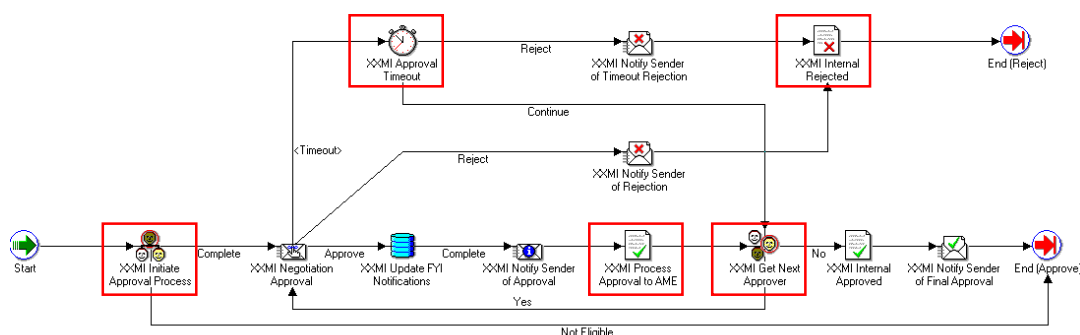 XXMI Approval
Timeout
Reject
XXMI Notify Sender
of Timeout Rejection
XXMI Internal
Rejected
End (Reject)
Continue
<Timeout>
Reject
XXMI Notify Sender
of Rejection
Start
XXMI Initiate
Approval Process
Complete
XXMI Negotiation
Approval
Approve
XXMI Update FYI
Notifications
Complete
XXMI Notify Sender
of Approval
XXMI Process
Approval to AME
XXMI Get Next
Approver
No
XXMI Internal
Approved
XXMI Notify Sender
of Final Approval
End (Approve)
Yes
Not Eligible